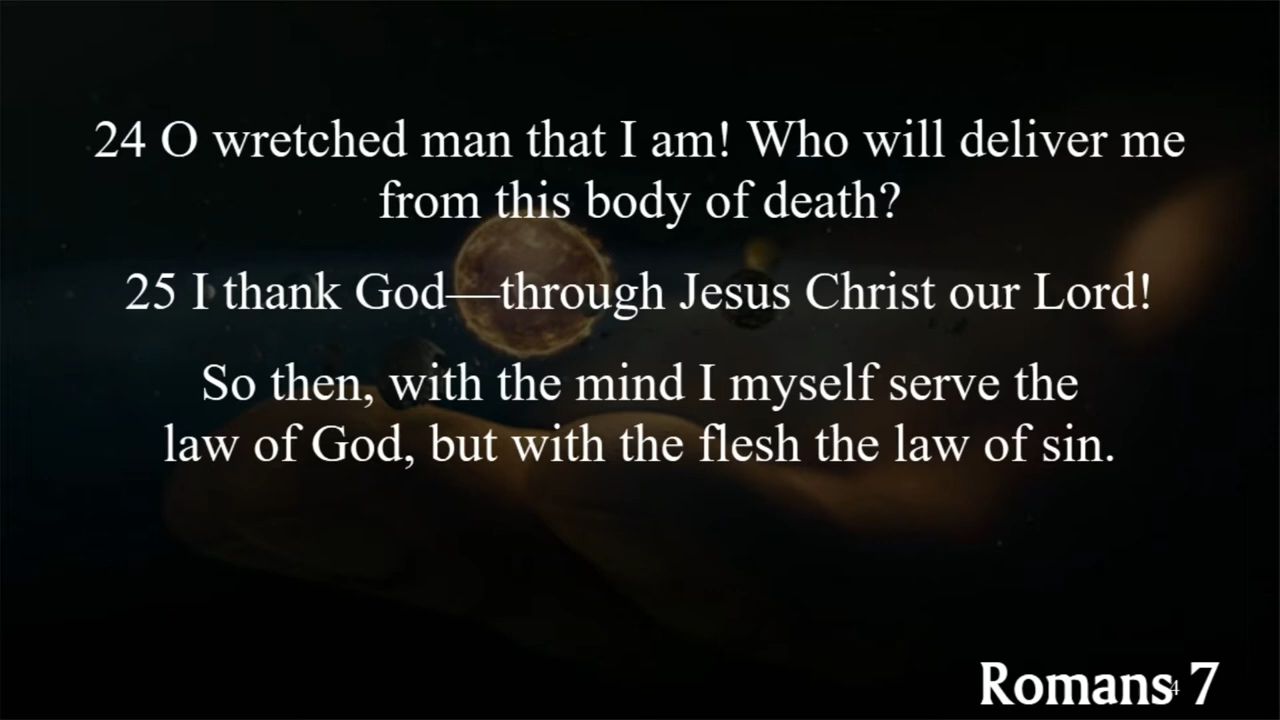 24 O wretched man that I am! Who will deliver me
from this body of death?
25 I thank God—through Jesus Christ our Lord!
So then, with the mind I myself serve the
law of God, but with the flesh the law of sin.
Romans 7
4